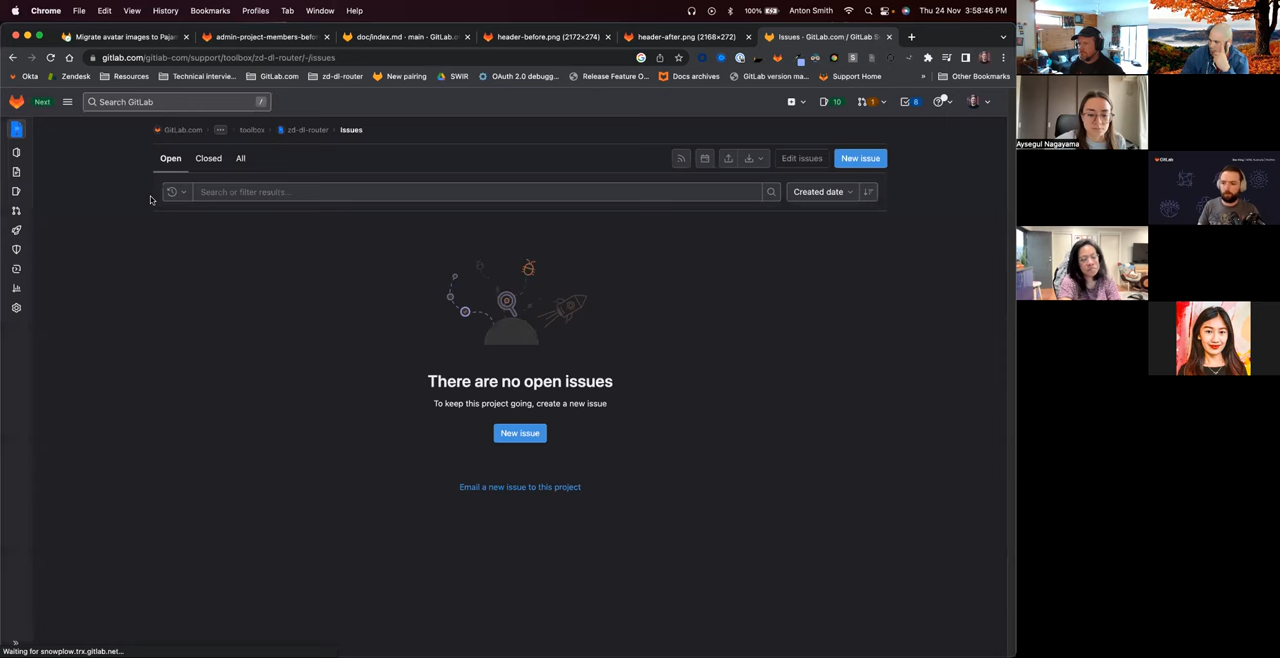 Chrome File Edit View History Bookmarks Profiles Tab Window Help 100% Anton Smith Thu 24 Nov 3:58:46 PM
Migrate avatar images to Paja admin-project-members-befo doc/index.md · main · GitLab.c header-before.png (2172×274) header-after.png (2168×272) Issues · GitLab.com / GitLab S
gitlab.com/gitlab-com/support/toolbox/zd-dl-router/-/issues
Okta Zendesk Resources Technical intervie... GitLab.com zd-dl-router New pairing SWIR OAuth 2.0 debugg... Release Feature O... Docs archives GitLab version ma... Support Home » Other Bookmarks
Next Search GitLab / 10 1 8
GitLab.com ... toolbox zd-dl-router Issues
Open Closed All Edit issues New issue
Search or filter results... Created date
There are no open issues
To keep this project going, create a new issue
New issue
Email a new issue to this project
Waiting for snowplow.trx.gitlab.net...
Aysegul Nagayama
GitLab